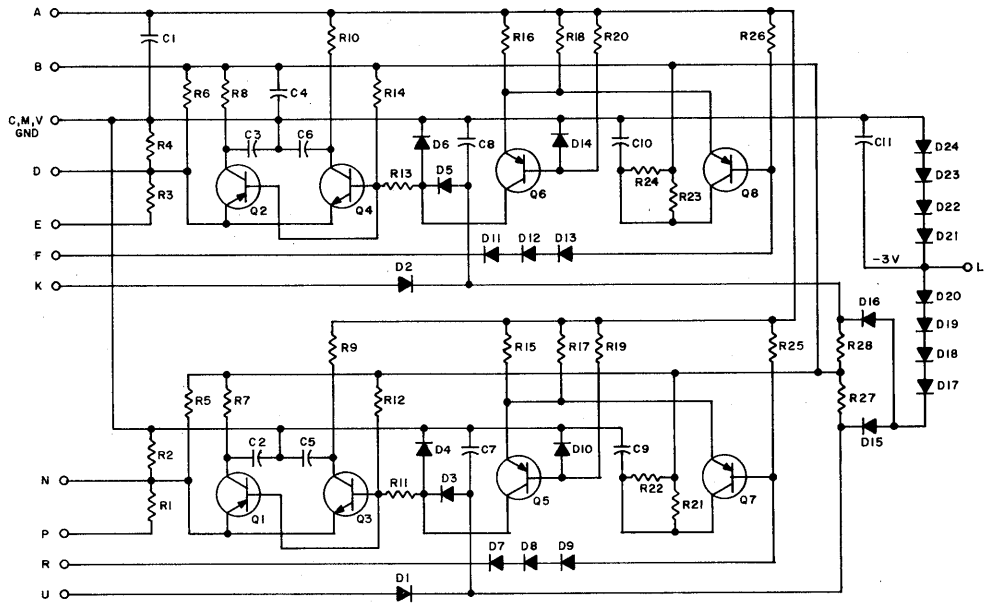 A
C1
R10
R16
R18
R20
R26
B
R6
R8
C4
R14
C,M,V
GND
R4
C3
C6
D6
C8
D14
C10
C11
D24
D
R13
D5
R24
D23
R3
Q2
Q4
Q6
R23
Q8
D22
E
D21
F
D11
D12
D13
-3V
L
K
D2
D20
D16
D19
R9
R15
R17
R19
R25
R28
D18
R5
R7
R12
R27
D17
R2
C2
C5
D4
C7
D10
C9
D15
N
R11
D3
R22
R1
Q1
Q3
Q5
R21
Q7
P
R
D7
D8
D9
U
D1